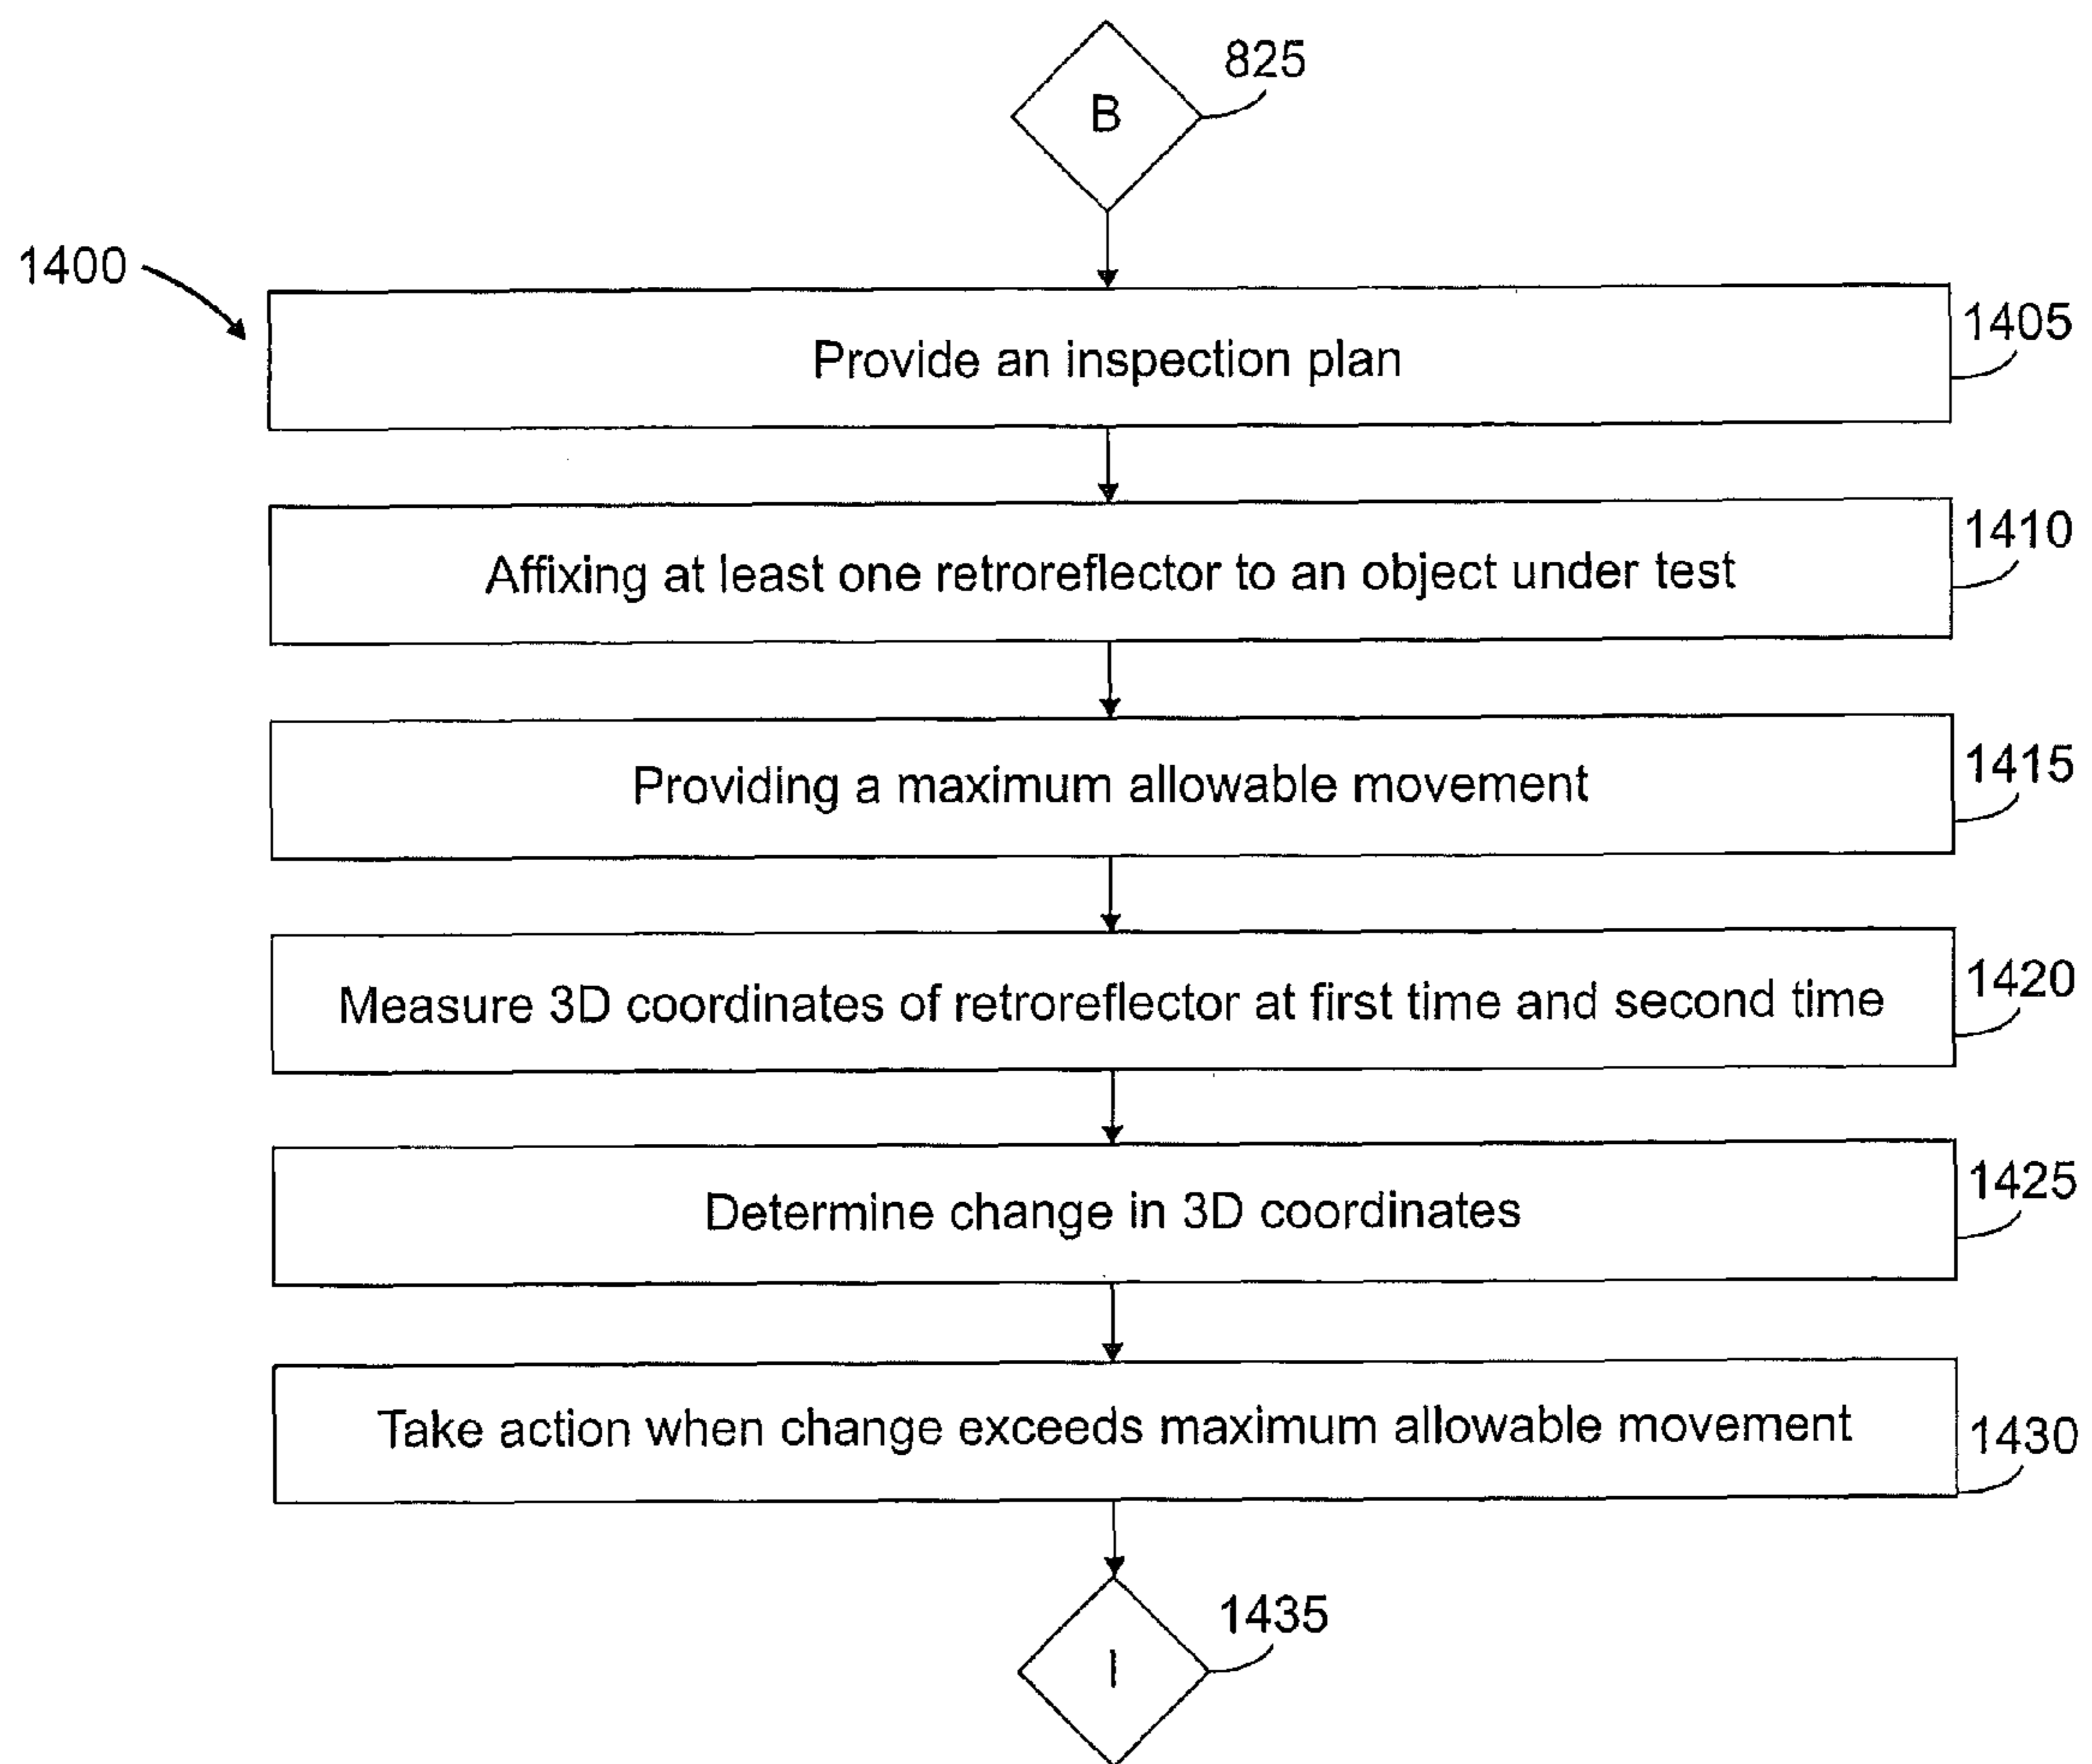 825
B
1400
1405
Provide an inspection plan
1410
Affixing at least one retroreflector to an object under test
1415
Providing a maximum allowable movement
1420
Measure 3D coordinates of retroreflector at first time and second time
1425
Determine change in 3D coordinates
1430
Take action when change exceeds maximum allowable movement
1435
I